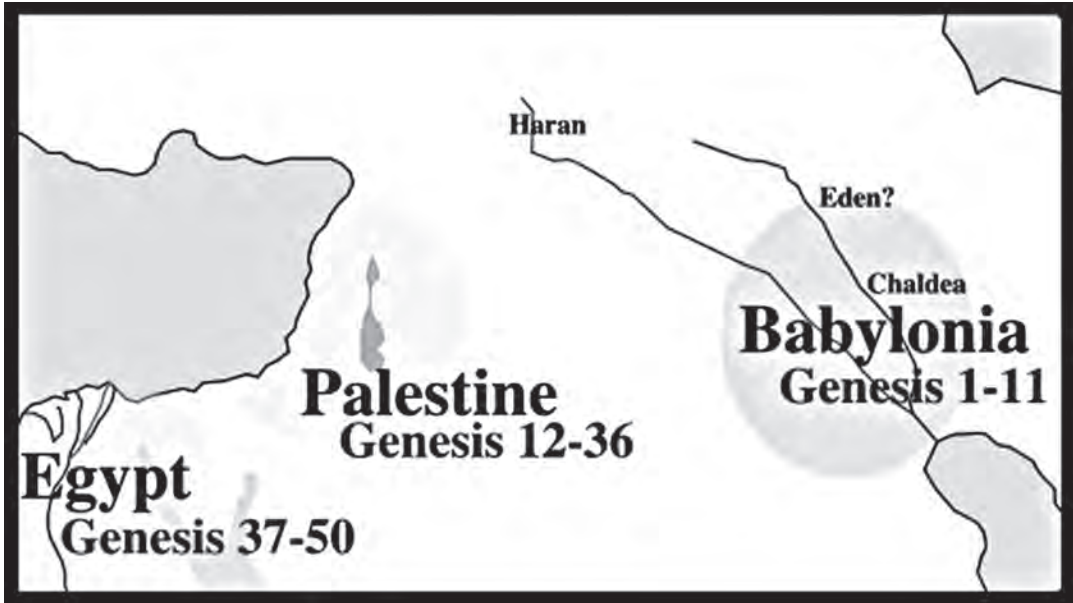 Haran
Eden?
Chaldea
Babylonia
Genesis 1-11
Palestine
Genesis 12-36
Egypt
Genesis 37-50